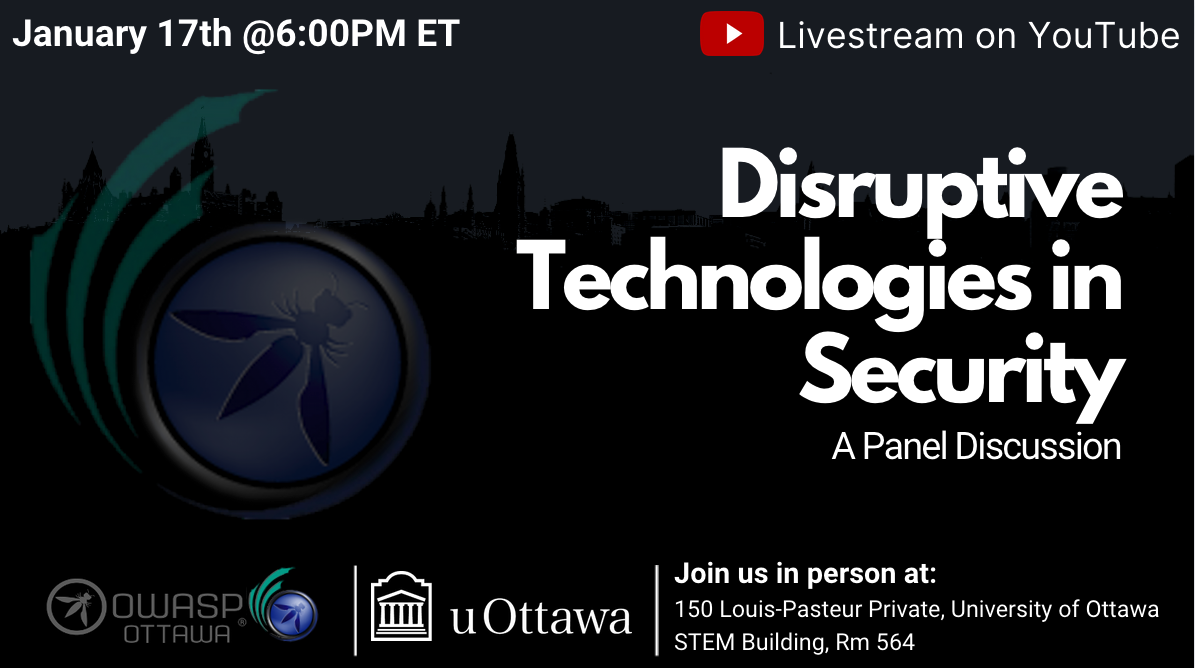 January 17th @6:00PM ET
Livestream on YouTube
Disruptive
Technologies in
Security
A Panel Discussion
OWASP
OTTAWA ®
uOttawa
Join us in person at:
150 Louis-Pasteur Private, University of Ottawa
STEM Building, Rm 564